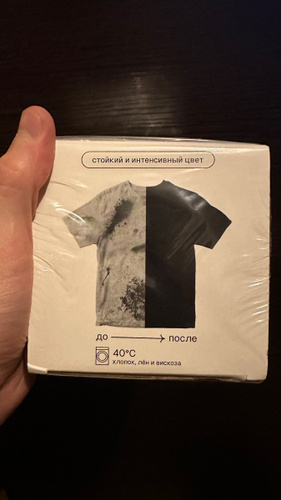 стойкий и интенсивный цвет
до после
40°C
хлопок, лён и вискоза